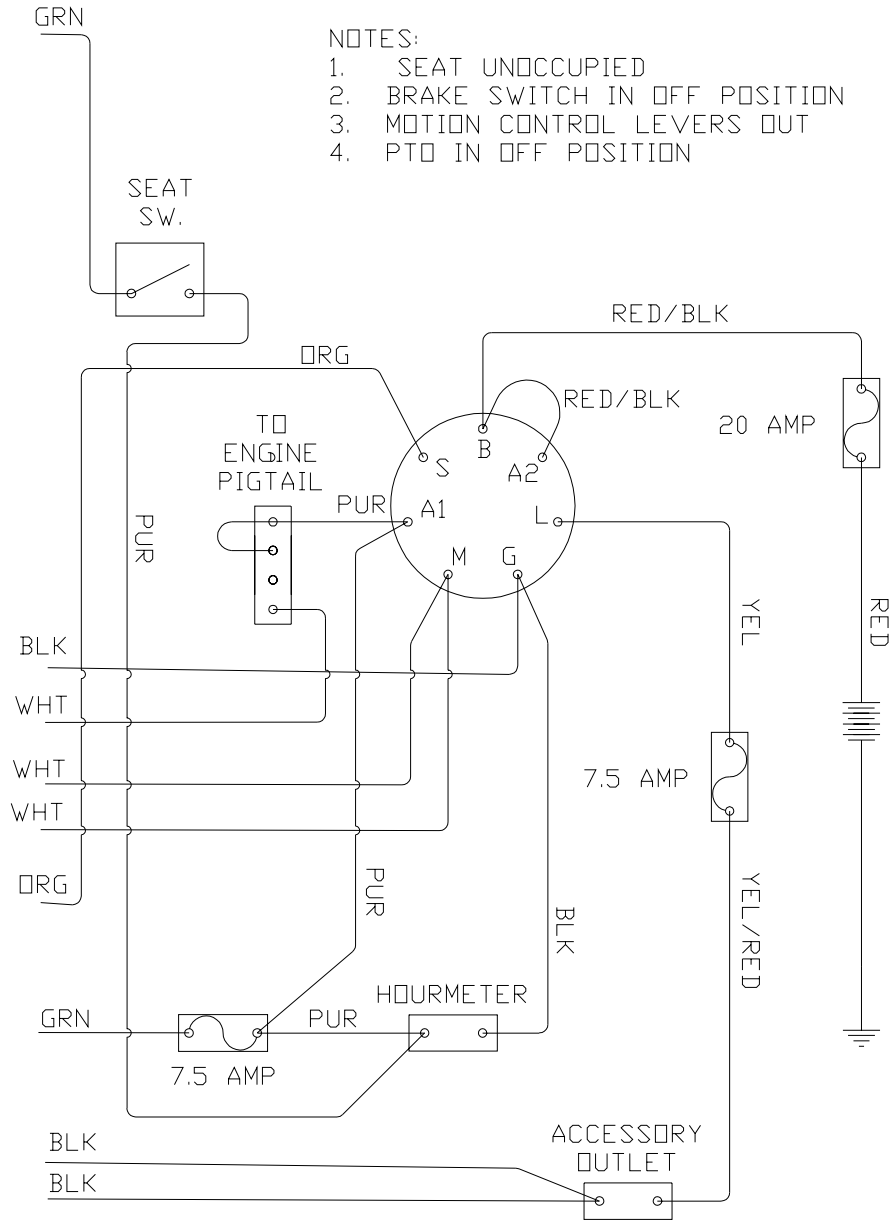 GRN
NOTES:
1. SEAT UNOCCUPIED
2. BRAKE SWITCH IN OFF POSITION
3. MOTION CONTROL LEVERS OUT
4. PTO IN OFF POSITION
SEAT
SW.
RED/BLK
ORG
RED/BLK
20 AMP
TO
ENGINE
PIGTAIL
B
S
A2
PUR
A1
L
PUR
M
G
YEL
RED
BLK
WHT
WHT
7.5 AMP
WHT
ORG
PUR
BLK
YEL/RED
HOURMETER
GRN
PUR
7.5 AMP
ACCESSORY
OUTLET
BLK
BLK